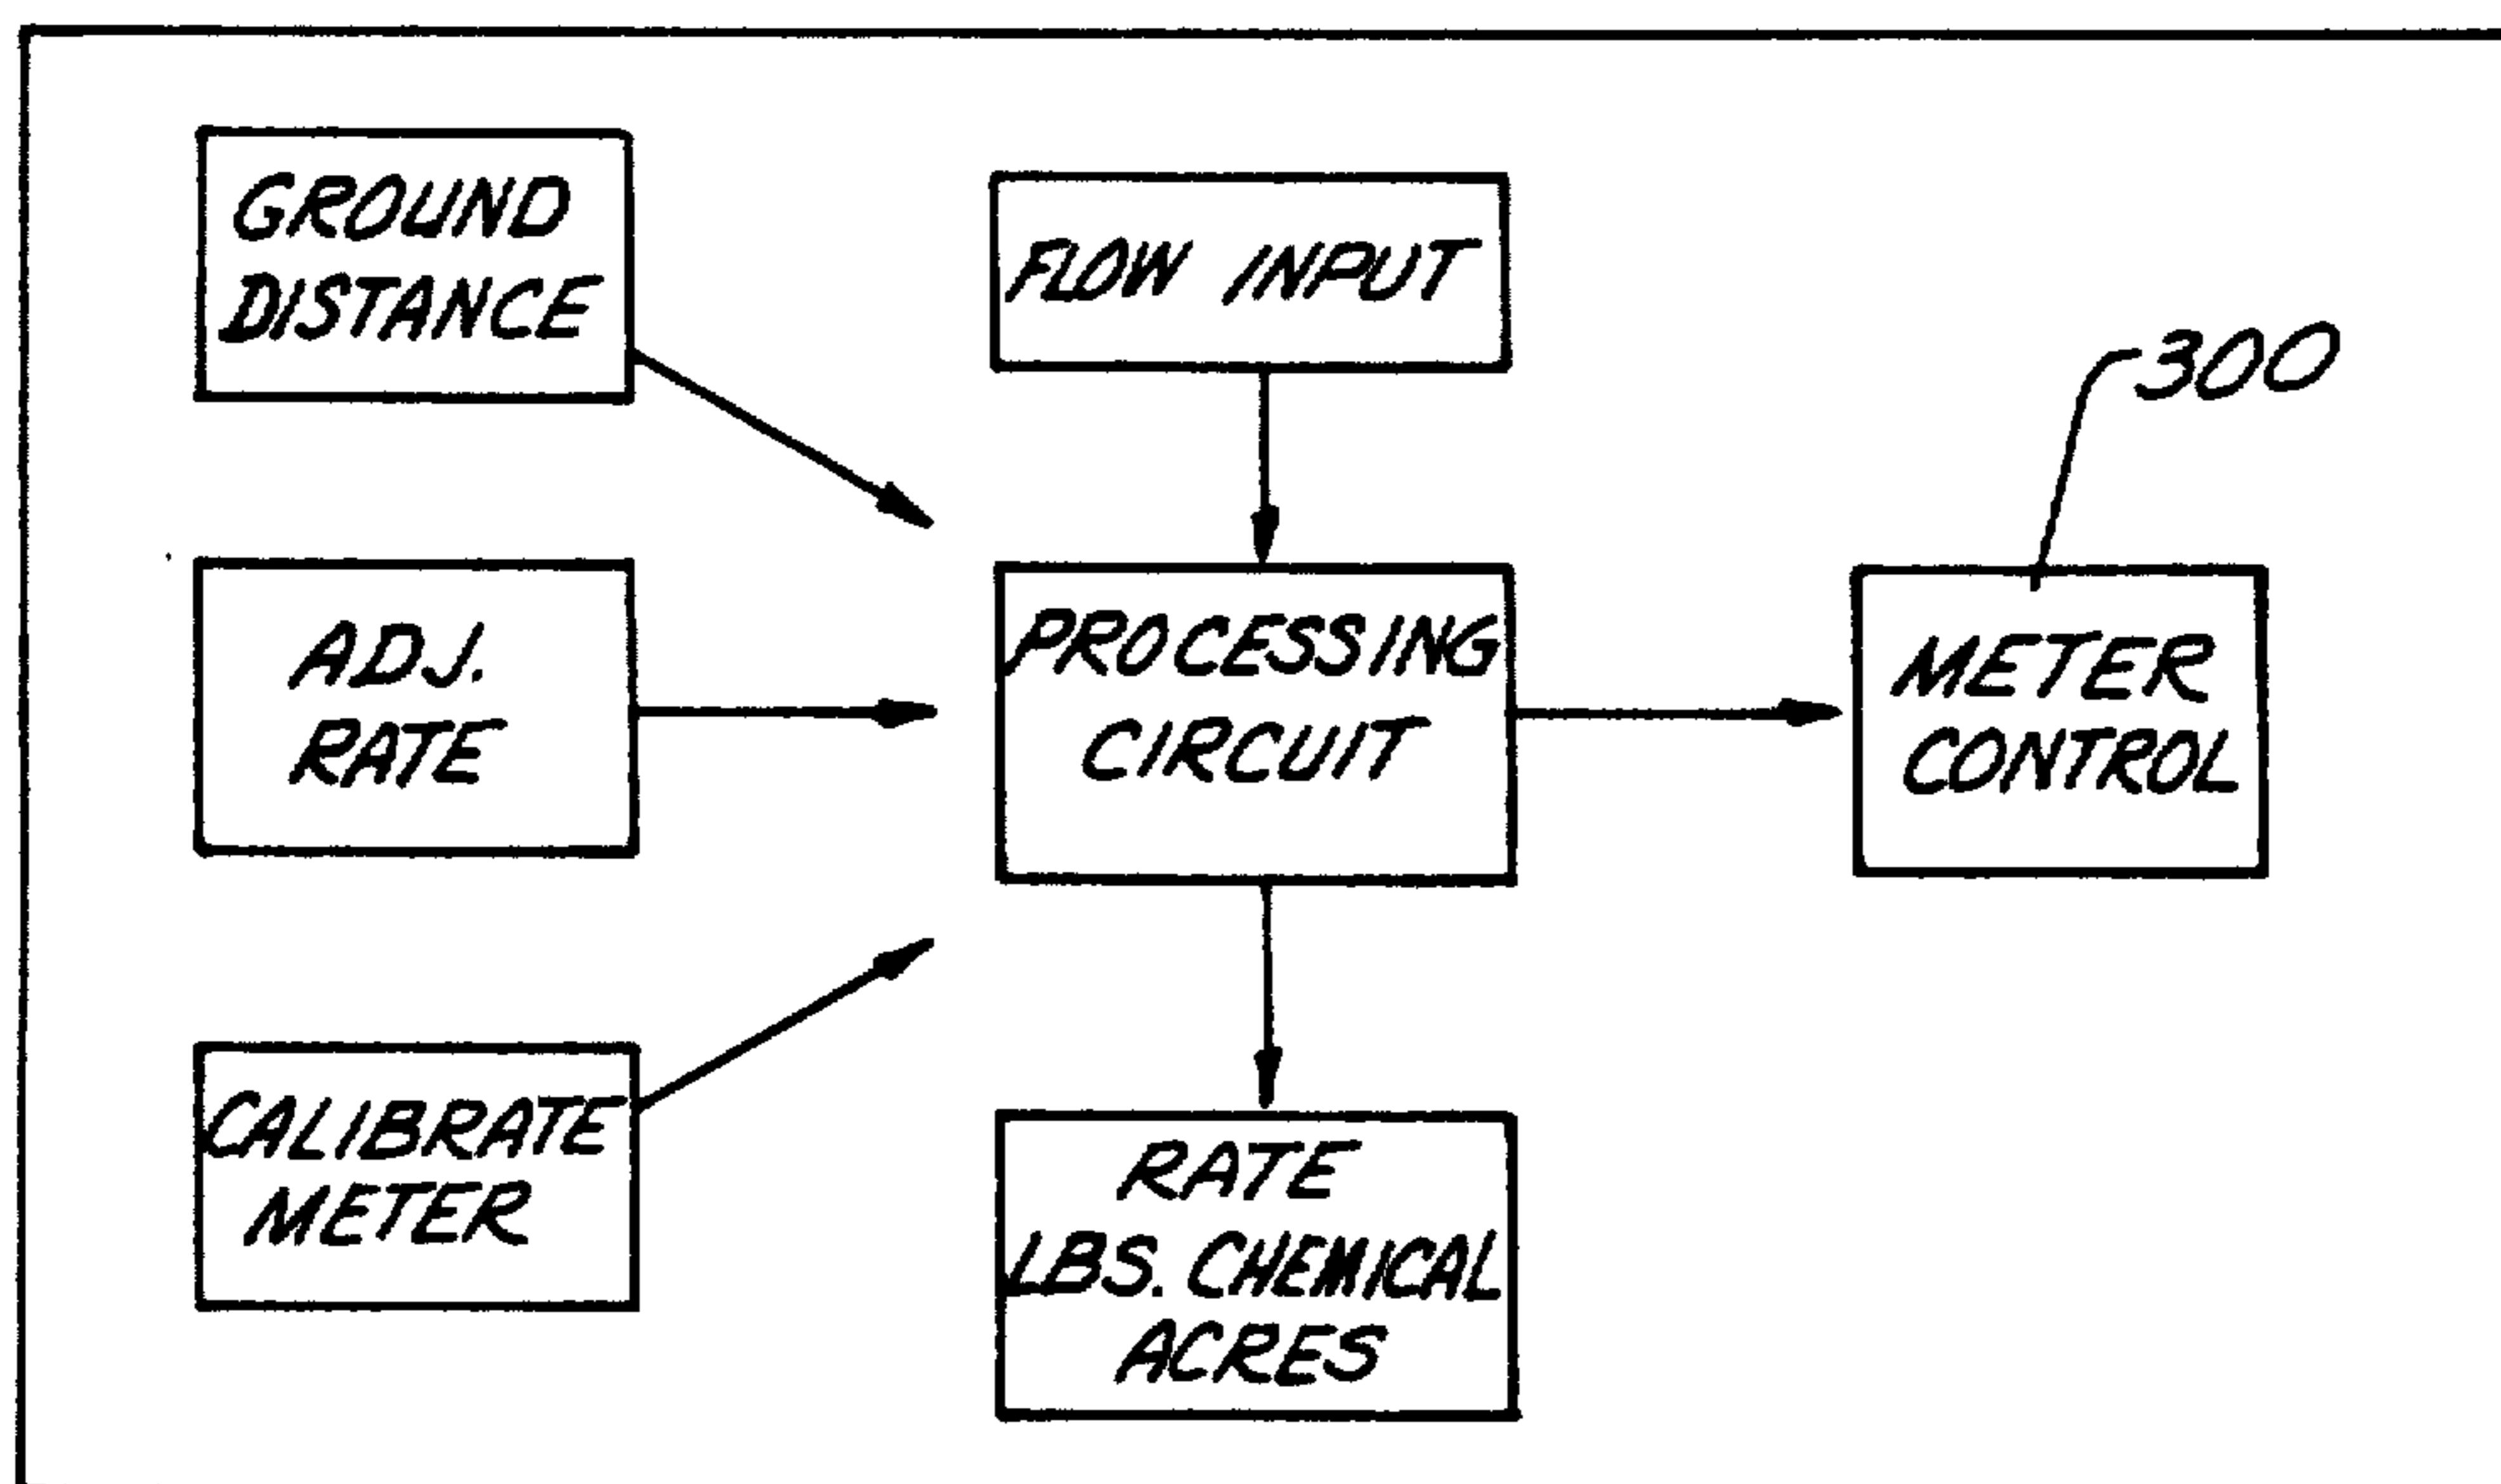 GROUND
DISTANCE
FLOW INPUT
300
ADJ.
RATE
PROCESSING
CIRCUIT
METER
CONTROL
CALIBRATE
METER
RATE
LBS. CHEMICAL
ACRES